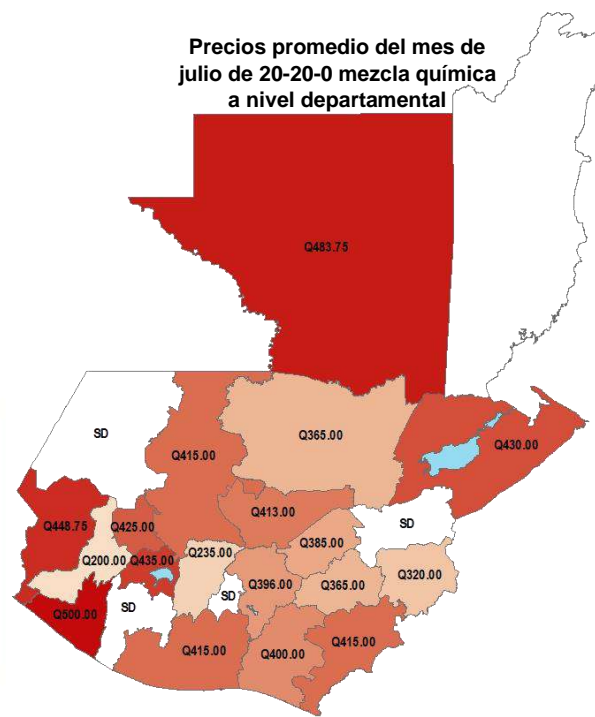 Precios promedio del mes de
julio de 20-20-0 mezcla química
a nivel departamental
Q483.75
SD
Q415.00
Q365.00
Q430.00
Q448.75
Q425.00
Q413.00
SD
Q385.00
Q200.00
Q435.00
Q235.00
Q396.00
Q365.00
Q320.00
Q500.00
SD
SD
Q415.00
Q400.00
Q415.00